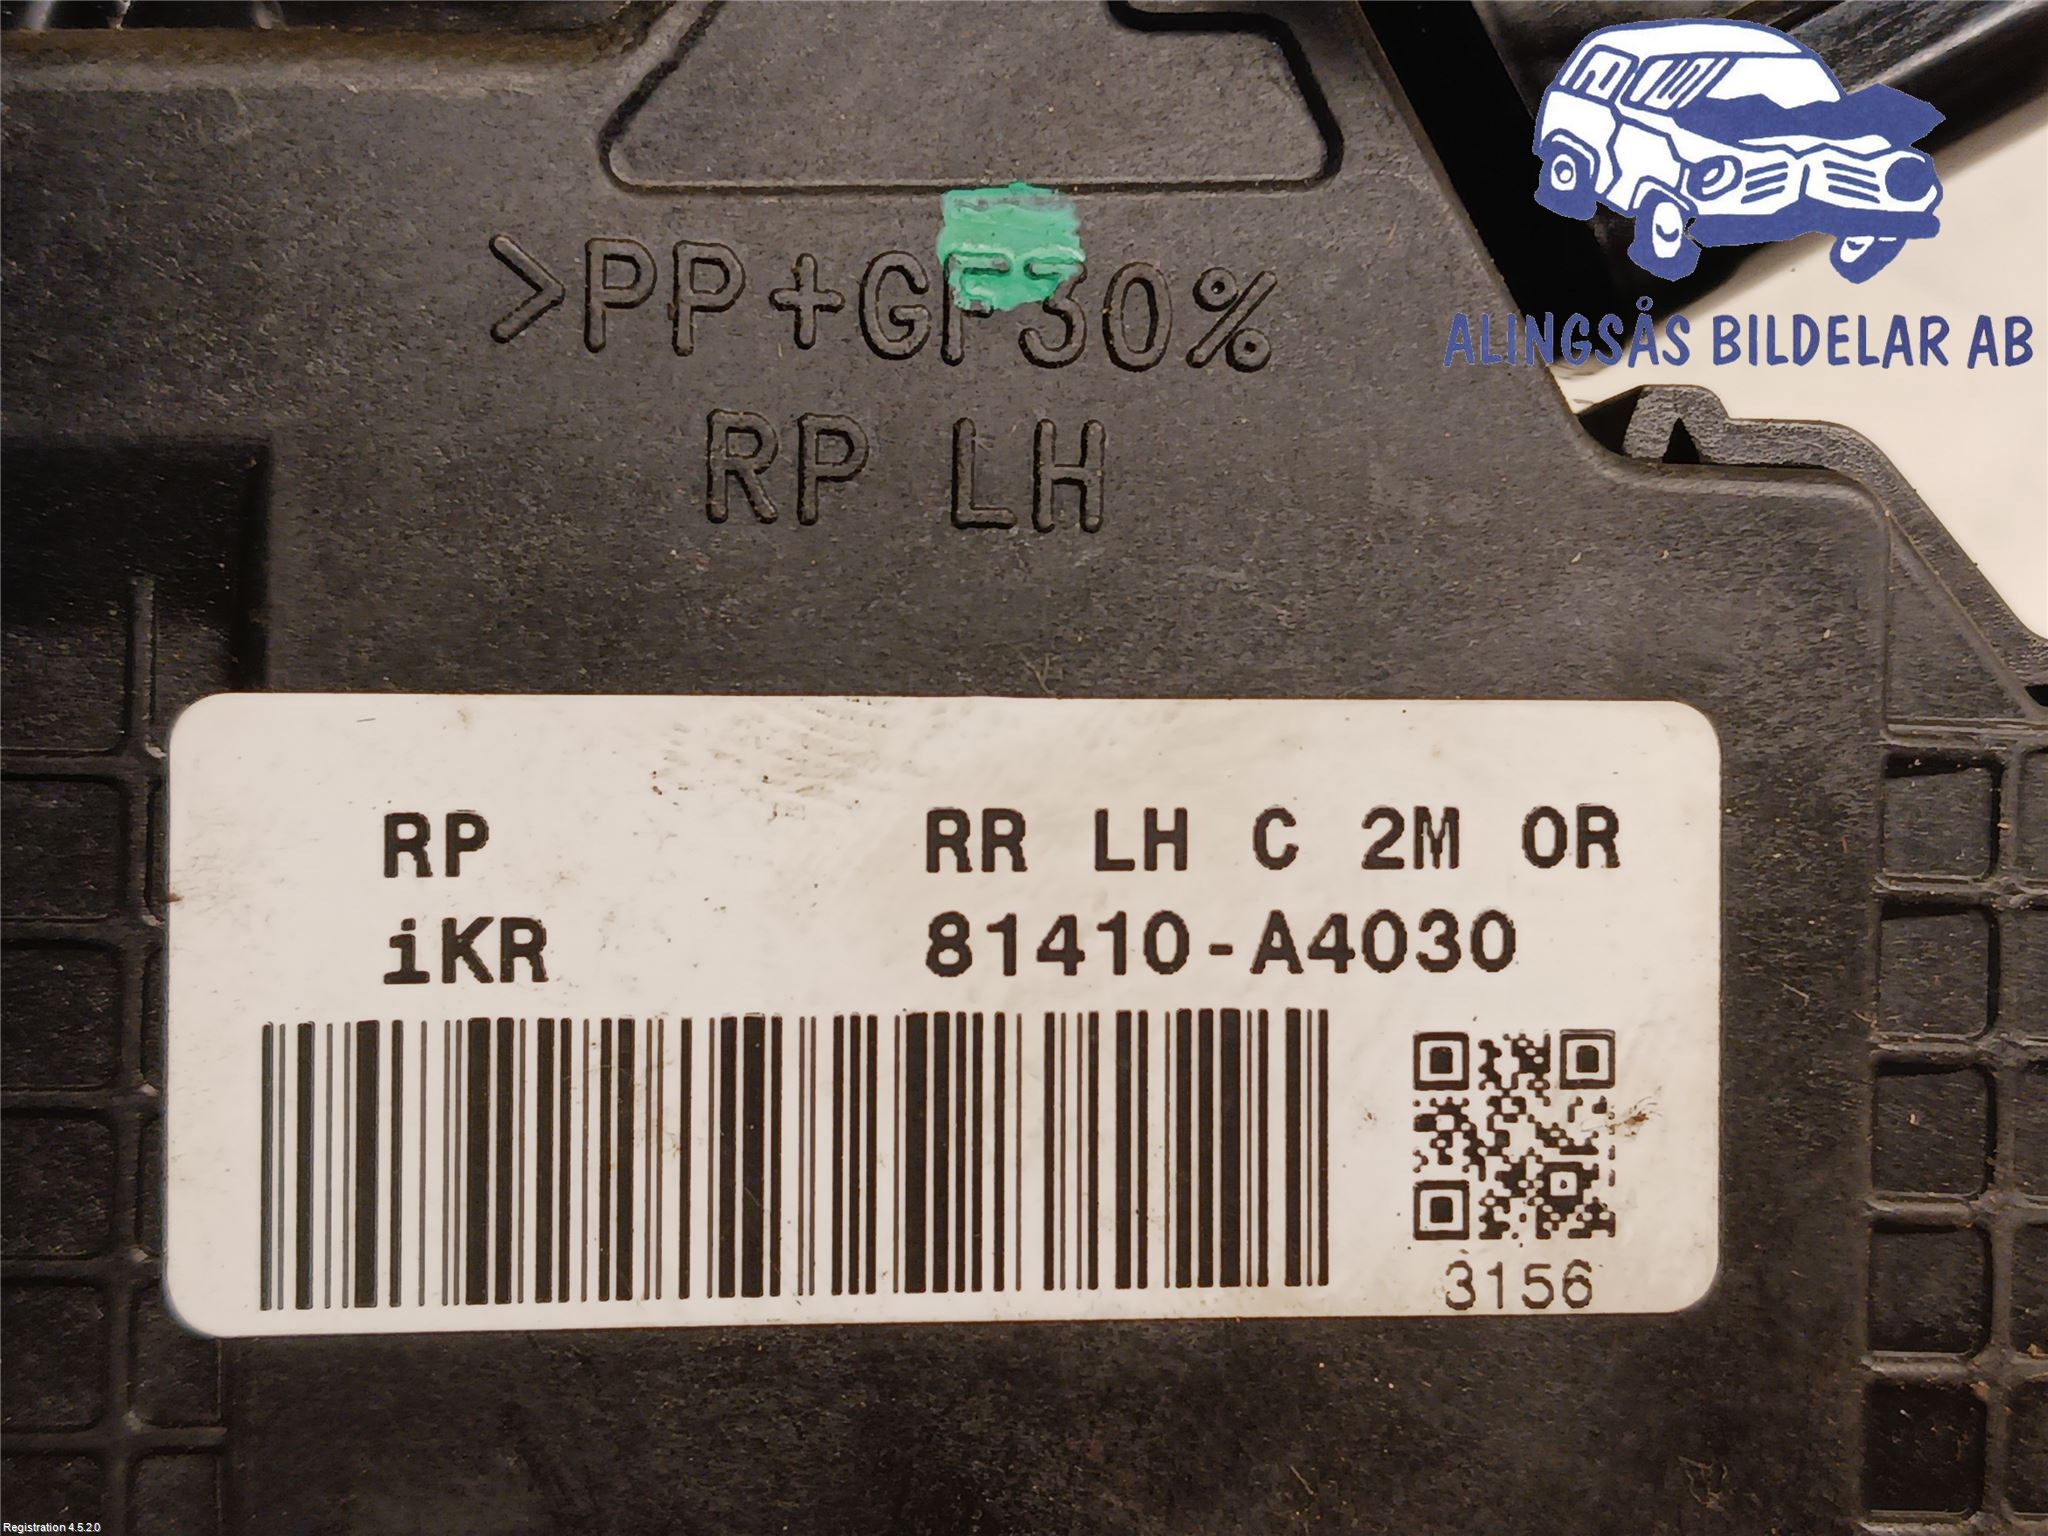 ALINGSÅS BILDELAR AB
>PP+GF30%
RP LH
RP RR LH C 2M OR
iKR 81410-A4030
3156
Registration 4.5.2.0